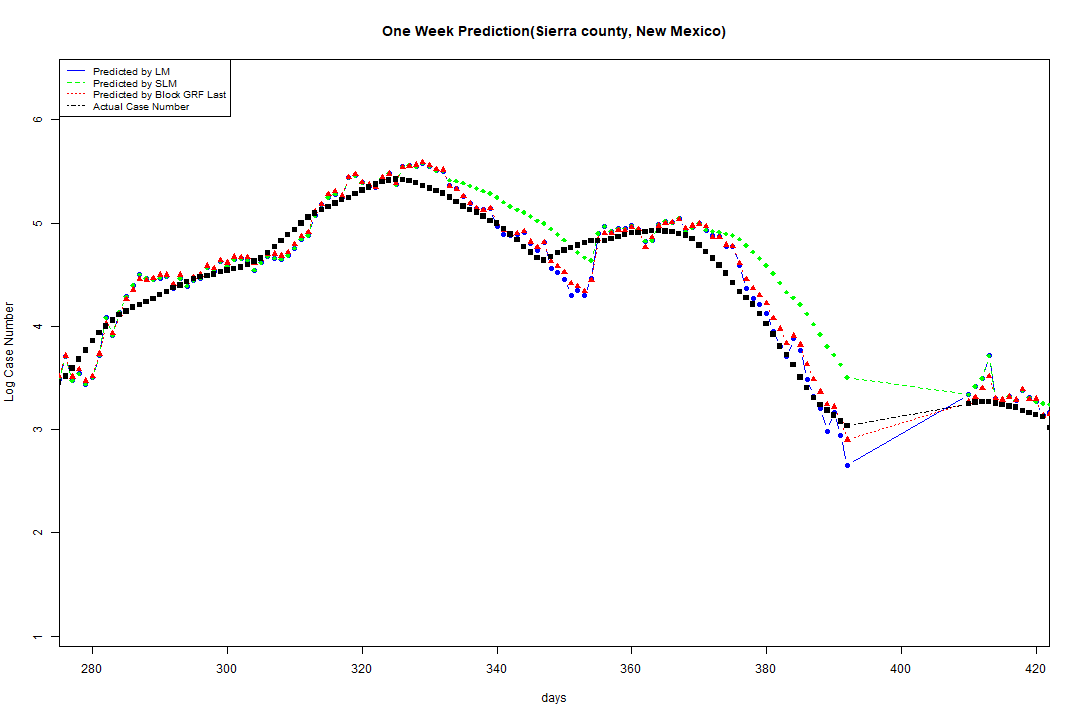 One Week Prediction(Sierra county, New Mexico)
Predicted by LM
Predicted by SLM
Predicted by Block GRF Last
Actual Case Number
Log Case Number
6
5
4
3
2
1
280 300 320 340 360 380 400 420
days